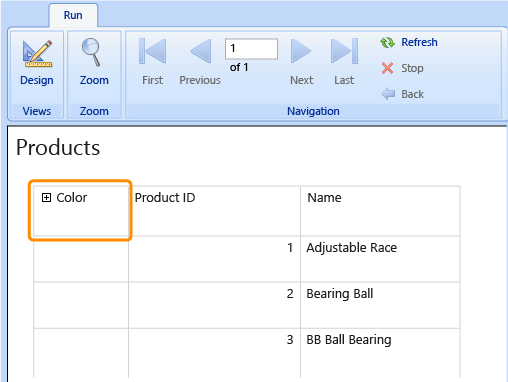 Run
Design
Zoom
First
Previous
1
of 1
Next
Last
Refresh
Stop
Back
Views
Zoom
Navigation
Products
Color Product ID Name
1 Adjustable Race
2 Bearing Ball
3 BB Ball Bearing